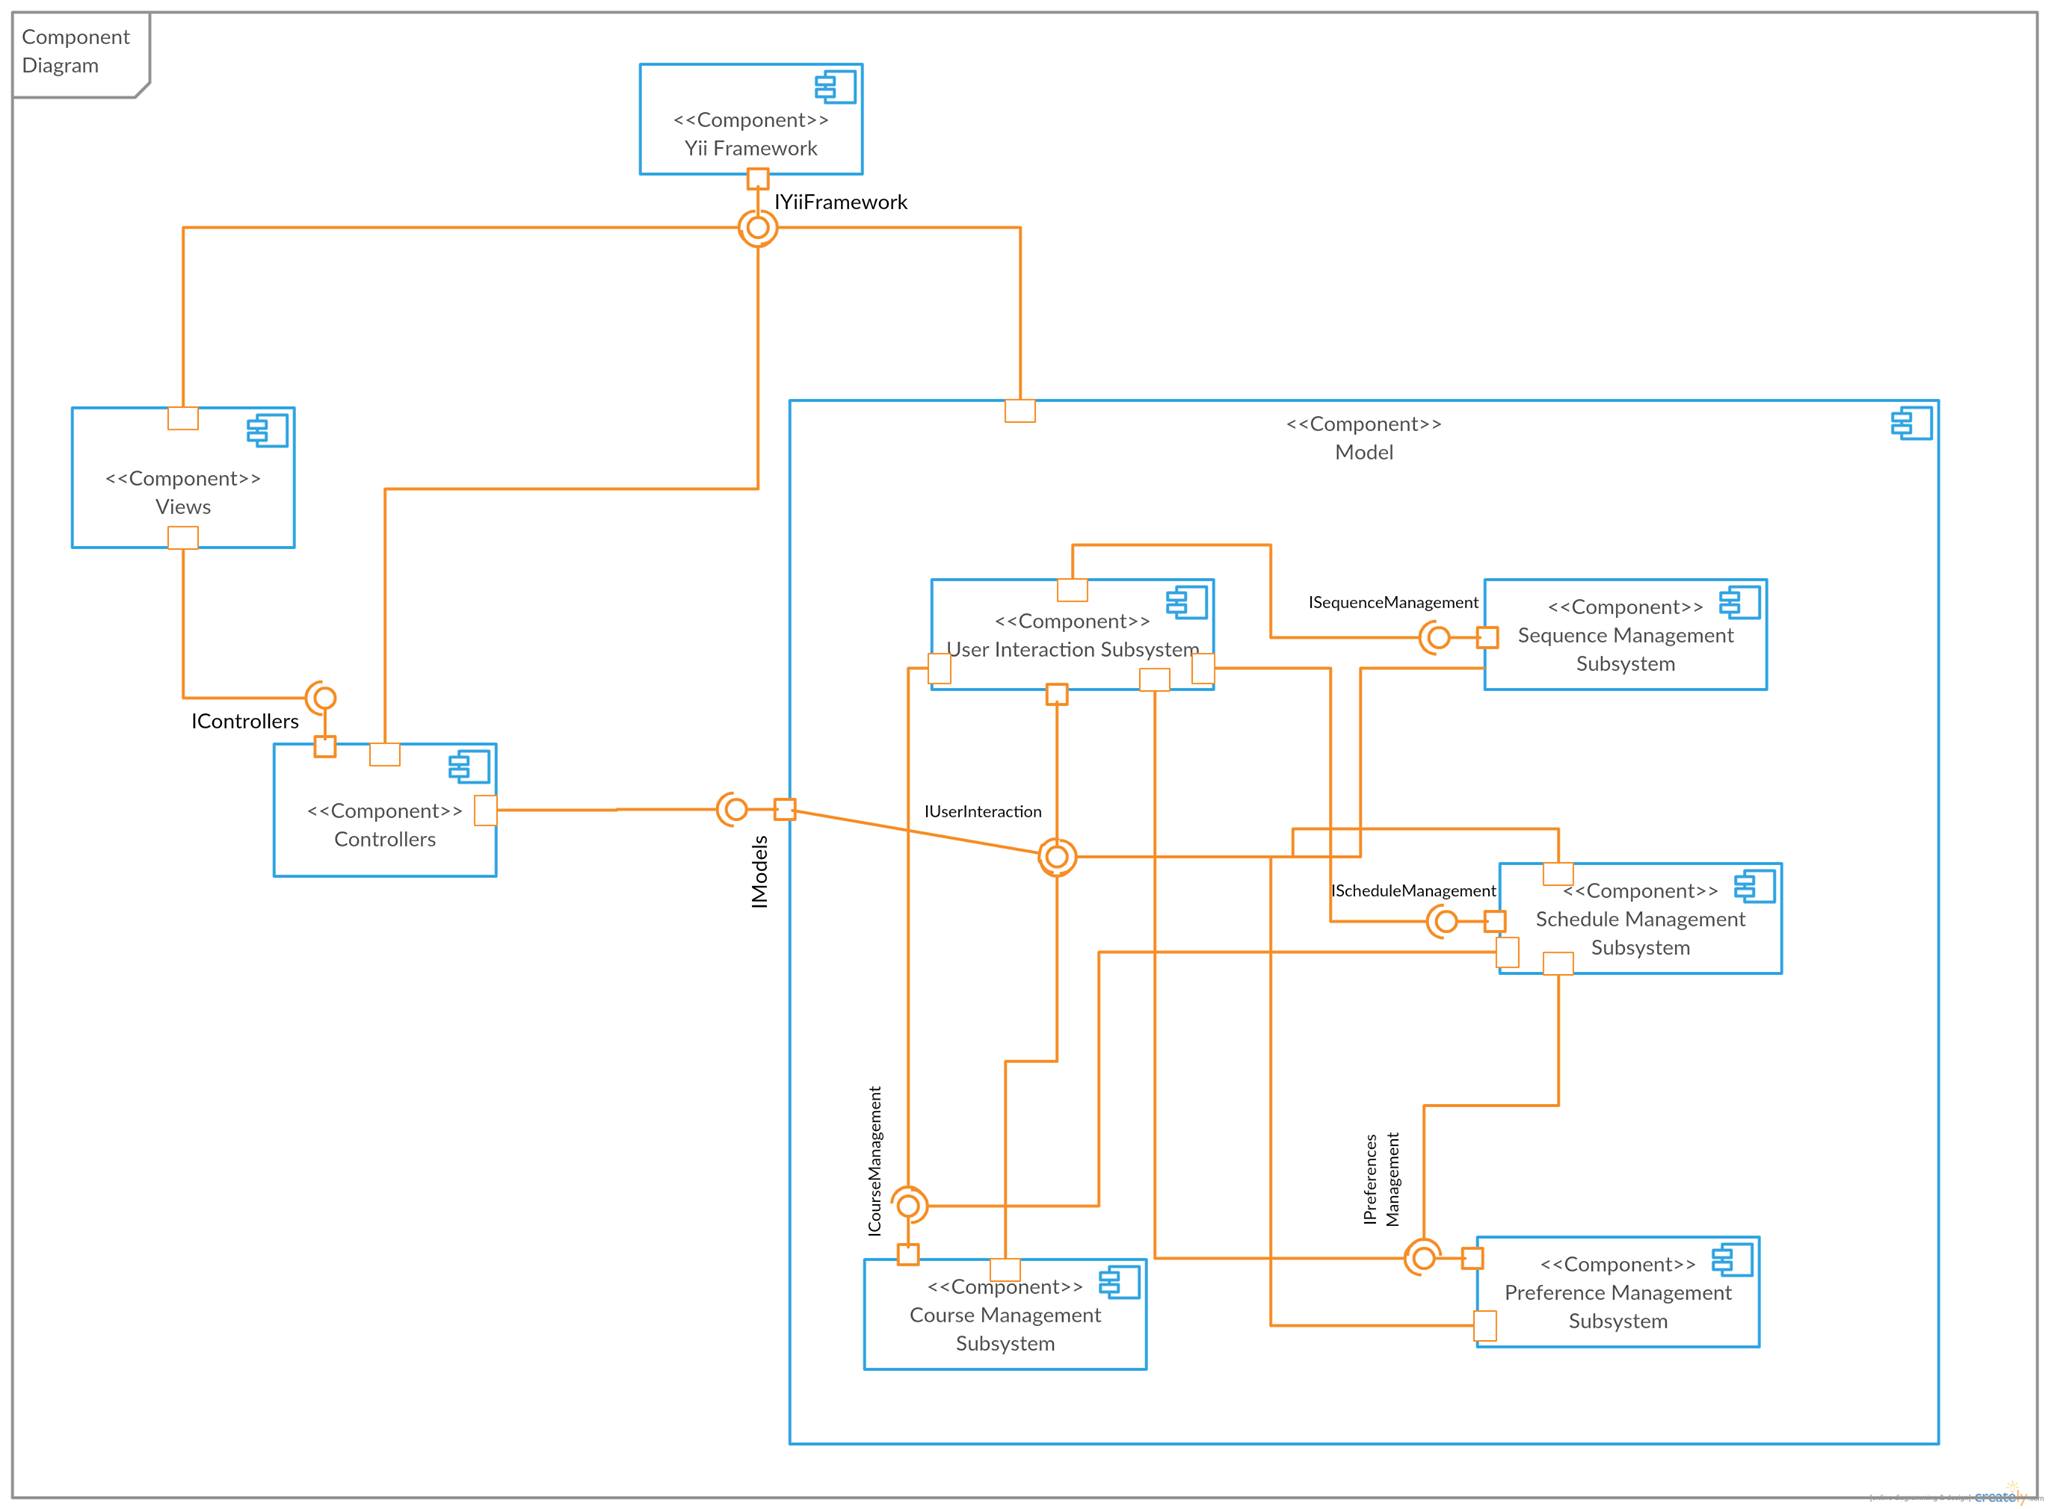 Component
Diagram
<<Component>>
Yii Framework
IYiiFramework
<<Component>>
Views
<<Component>>
Model
<<Component>>
User Interaction Subsystem
ISequenceManagement
<<Component>>
Sequence Management
Subsystem
IControllers
<<Component>>
Controllers
IModels
IUserInteraction
IScheduleManagement
<<Component>>
Schedule Management
Subsystem
ICourseManagement
IPreferences
Management
<<Component>>
Course Management
Subsystem
<<Component>>
Preference Management
Subsystem
creately